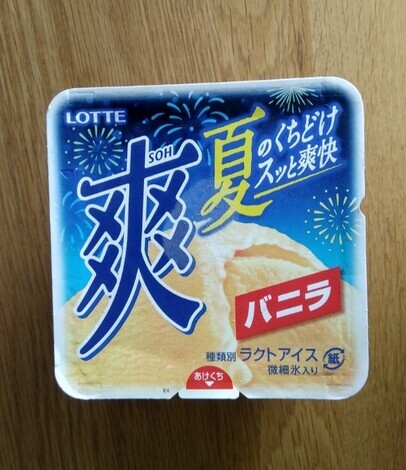 LOTTE
爽
SOH
夏のくちどけ
スッと爽快
バニラ
種類別 ラクトアイス
微細氷入り
紙
あけくち